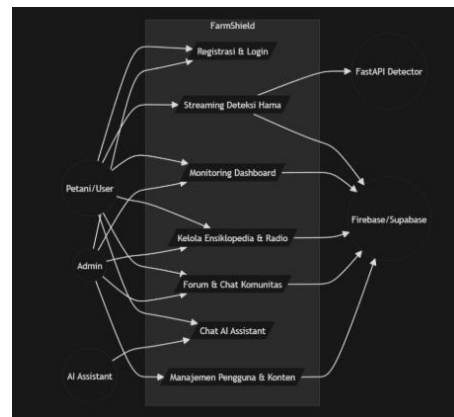 FarmShield
Registrasi & Login
FastAPI Detector
Streaming Deteksi Hama
Monitoring Dashboard
Petani/User
Firebase/Supabase
Kelola Ensiklopedia & Radio
Admin
Forum & Chat Komunitas
Chat AI Assistant
AI Assistant
Manajemen Pengguna & Konten